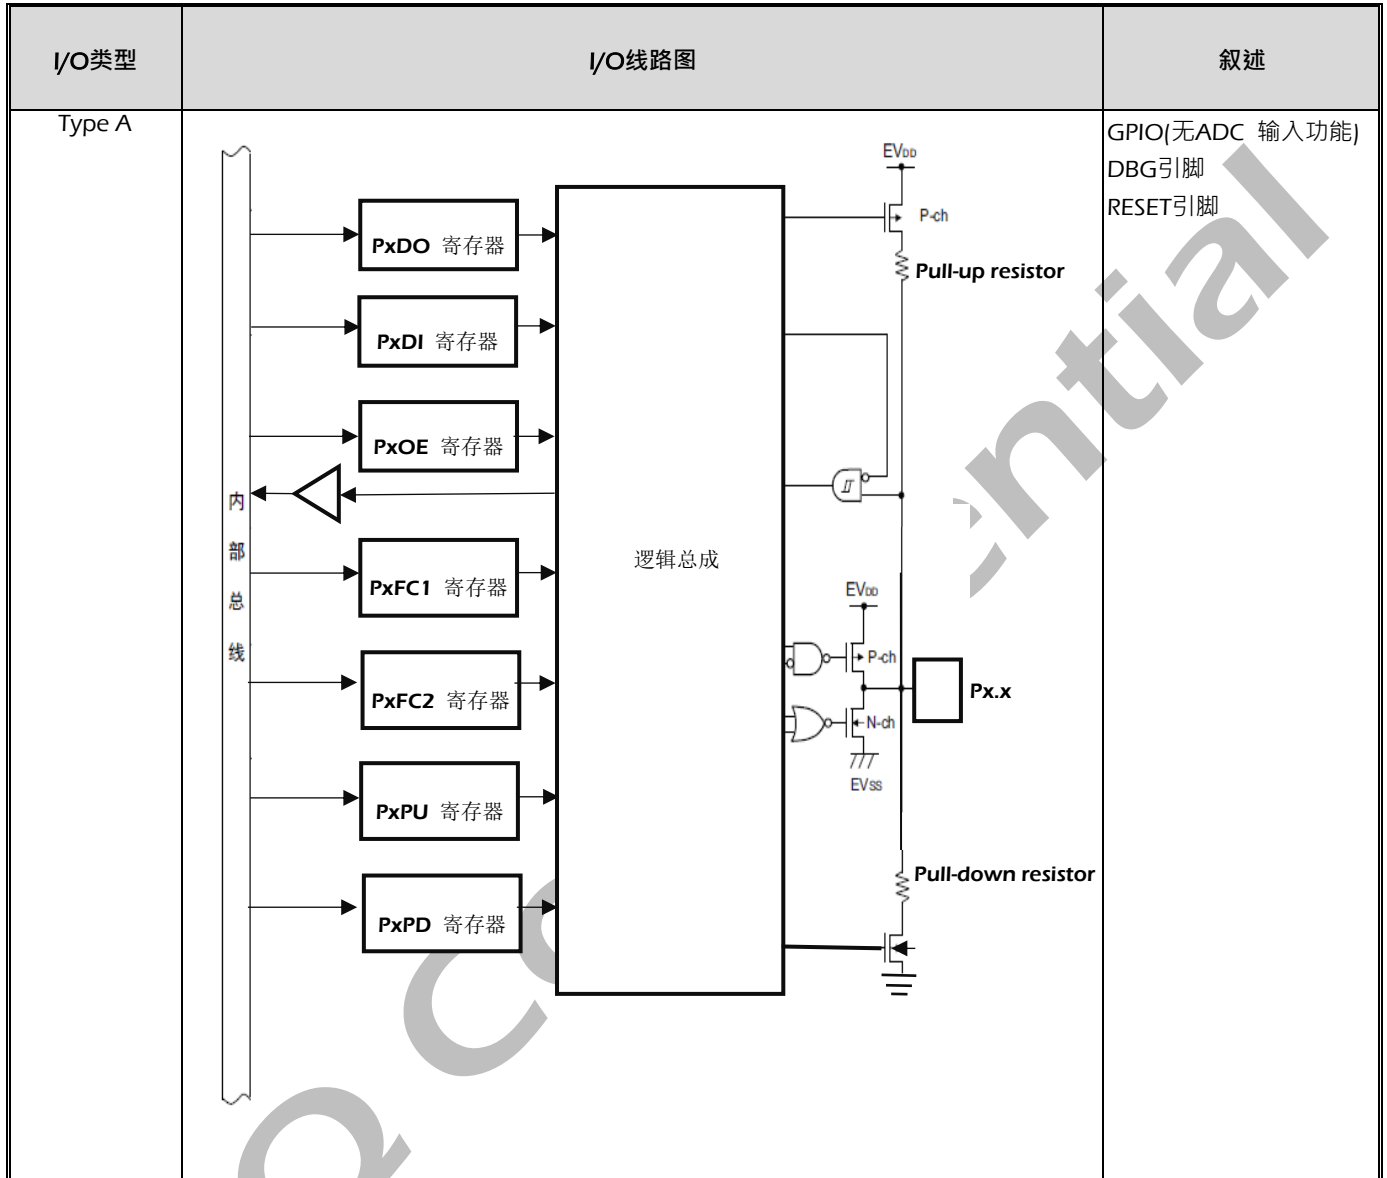 I/O类型
I/O线路图
叙述
Type A
GPIO(无ADC 输入功能)
DBG引脚
RESET引脚
EVDD
P-ch
Pull-up resistor
PxDO 寄存器
PxDI 寄存器
PxOE 寄存器
内部总线
逻辑总成
PxFC1 寄存器
EVDD
P-ch
Px.x
PxFC2 寄存器
N-ch
EVSS
PxPU 寄存器
Pull-down resistor
PxPD 寄存器